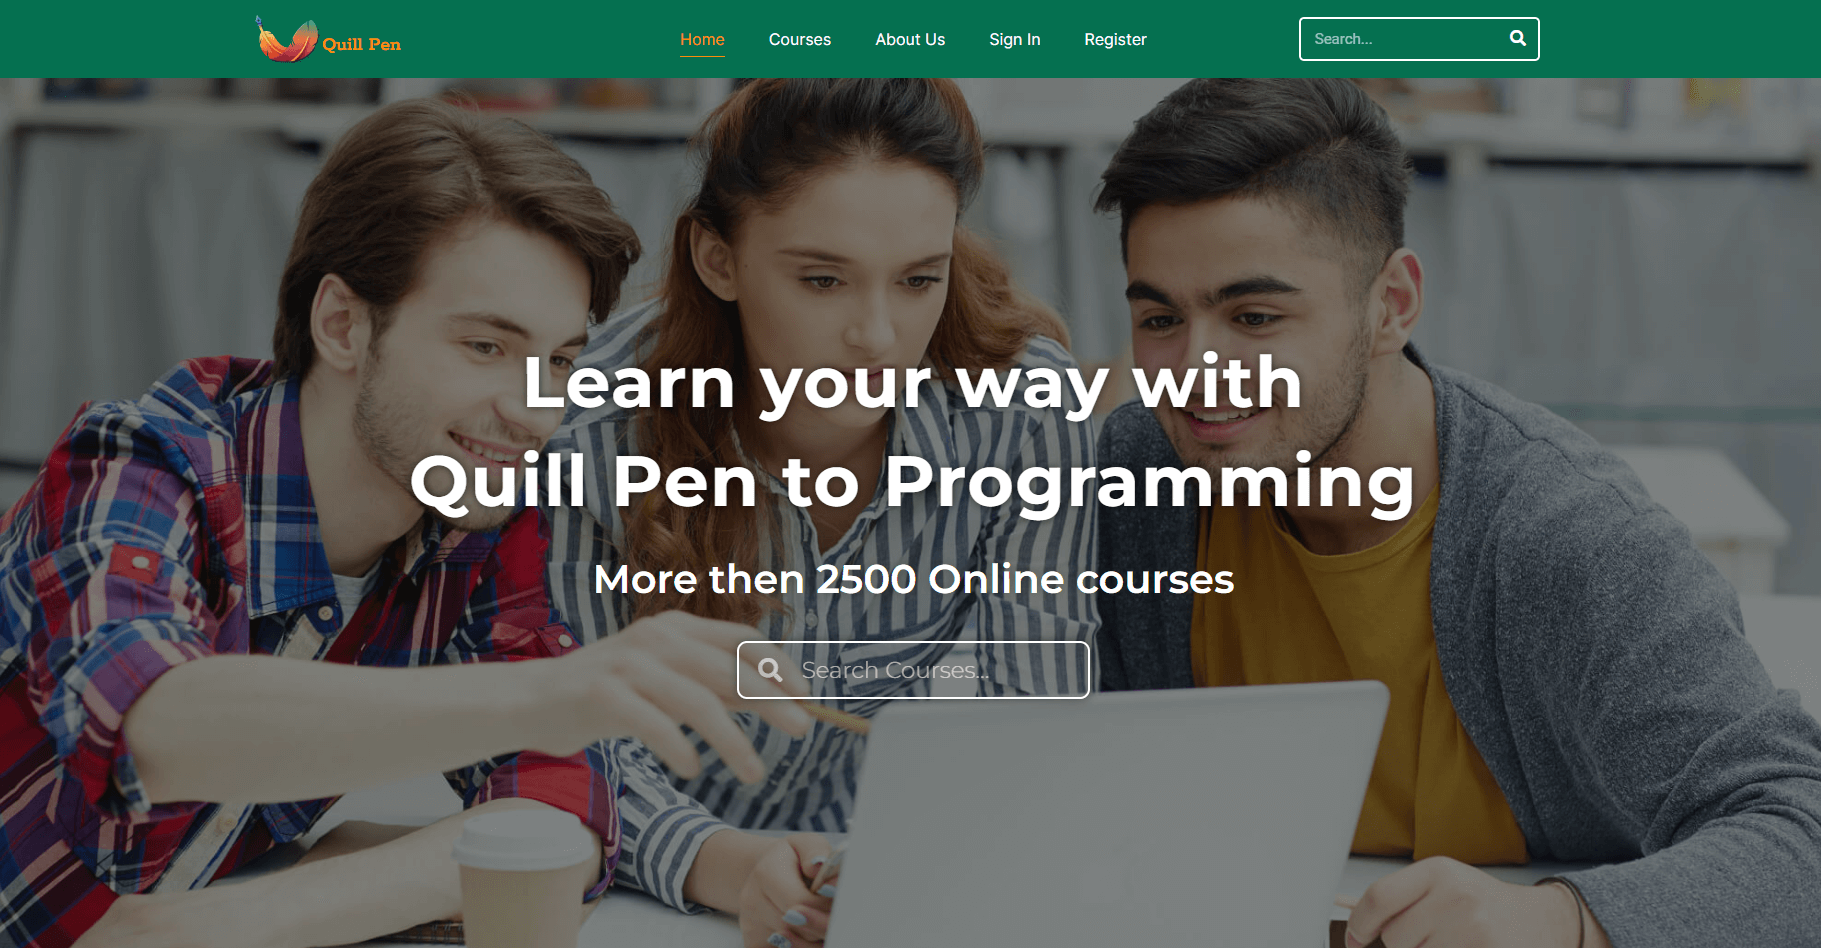 Quill Pen
Home Courses About Us Sign In Register
Search...
Learn your way with
Quill Pen to Programming
More then 2500 Online courses
Search Courses...